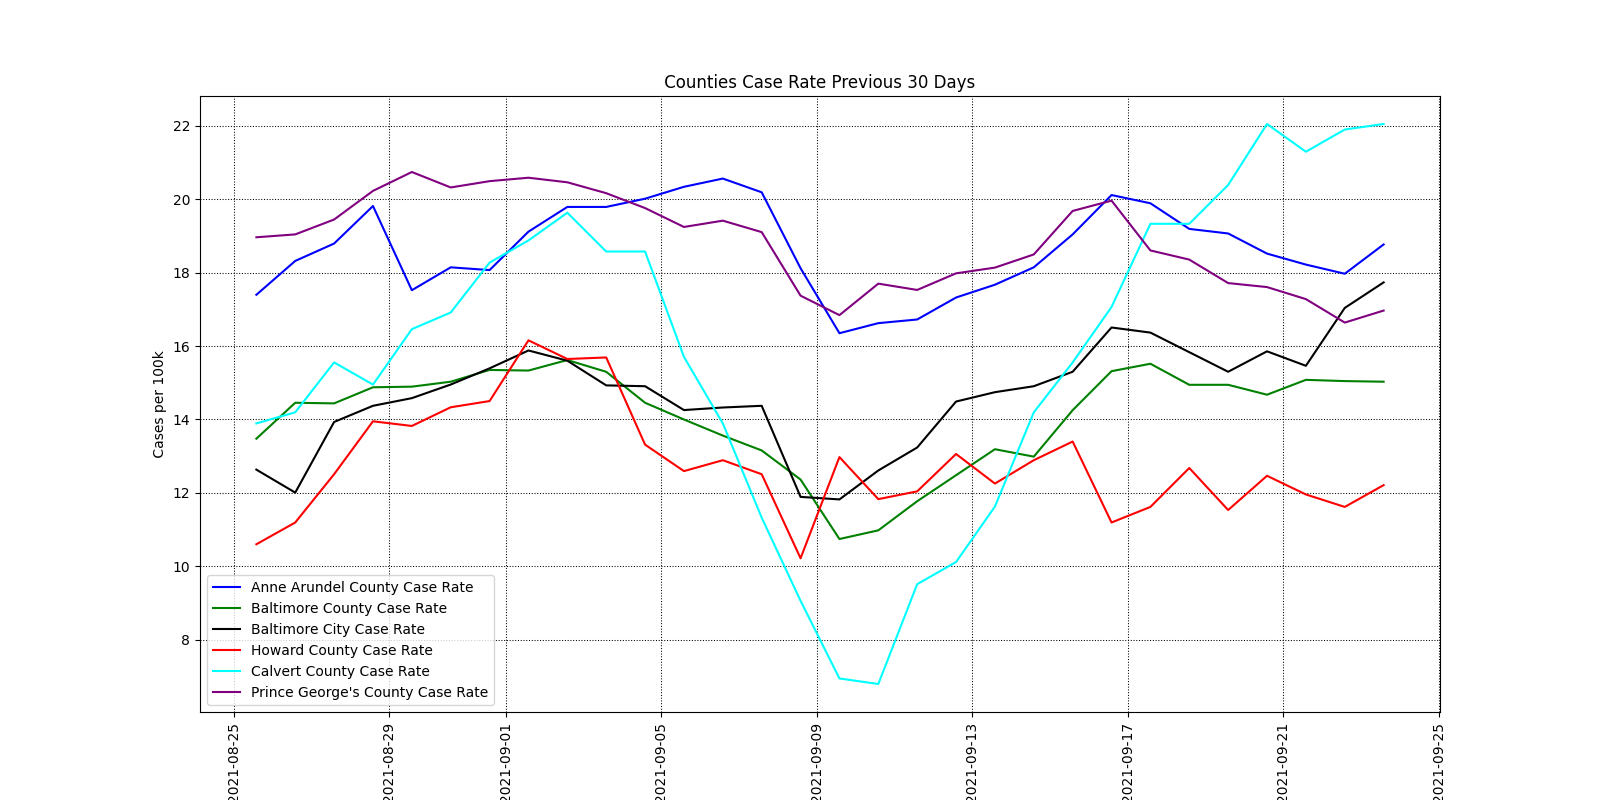 Counties Case Rate Previous 30 Days
Cases per 100k
22
20
18
16
14
12
10
8
Anne Arundel County Case Rate
Baltimore County Case Rate
Baltimore City Case Rate
Howard County Case Rate
Calvert County Case Rate
Prince George's County Case Rate
2021-08-25
2021-08-29
2021-09-01
2021-09-05
2021-09-09
2021-09-13
2021-09-17
2021-09-21
2021-09-25